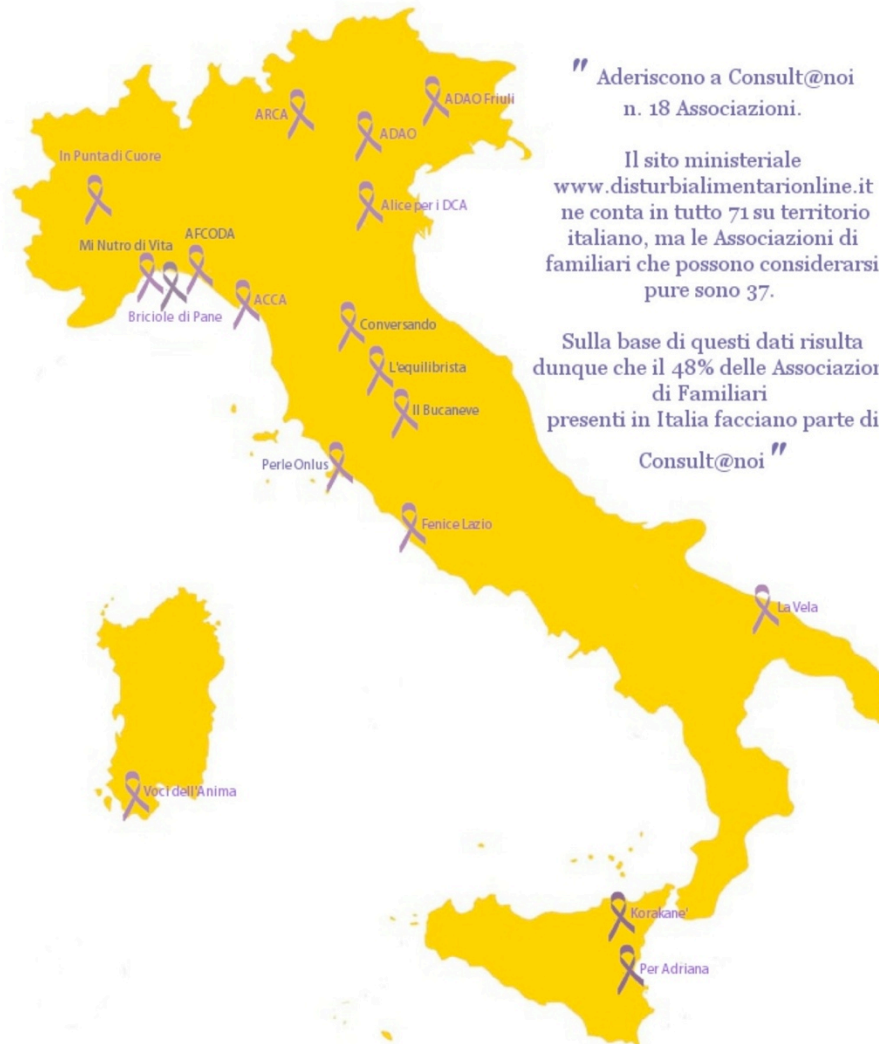 " Aderiscono a Consult@noi
n. 18 Associazioni.
Il sito ministeriale
www.disturbialimentarionline.it
ne conta in tutto 71 su territorio
italiano, ma le Associazioni di
familiari che possono considerarsi
pure sono 37.
Sulla base di questi dati risulta
dunque che il 48% delle Associazion
di Familiari
presenti in Italia facciano parte di
Consult@noi "
ADAO Friuli
ARCA
ADAO
In Punta di Cuore
Alice per i DCA
AFCODA
Mi Nutro di Vita
ACCA
Briciole di Pane
Conversando
L'equilibrista
Il Bucaneve
Perle Onlus
Fenice Lazio
La Vela
Voci dell'Anima
Korakane'
Per Adriana